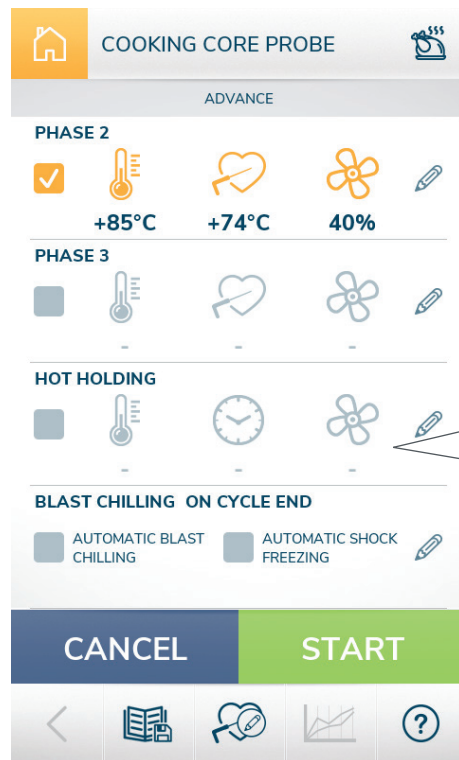 COOKING CORE PROBE
ADVANCE
PHASE 2
+85°C +74°C 40%
PHASE 3
- - -
HOT HOLDING
- - -
BLAST CHILLING ON CYCLE END
AUTOMATIC BLAST
CHILLING
AUTOMATIC SHOCK
FREEZING
CANCEL START
?